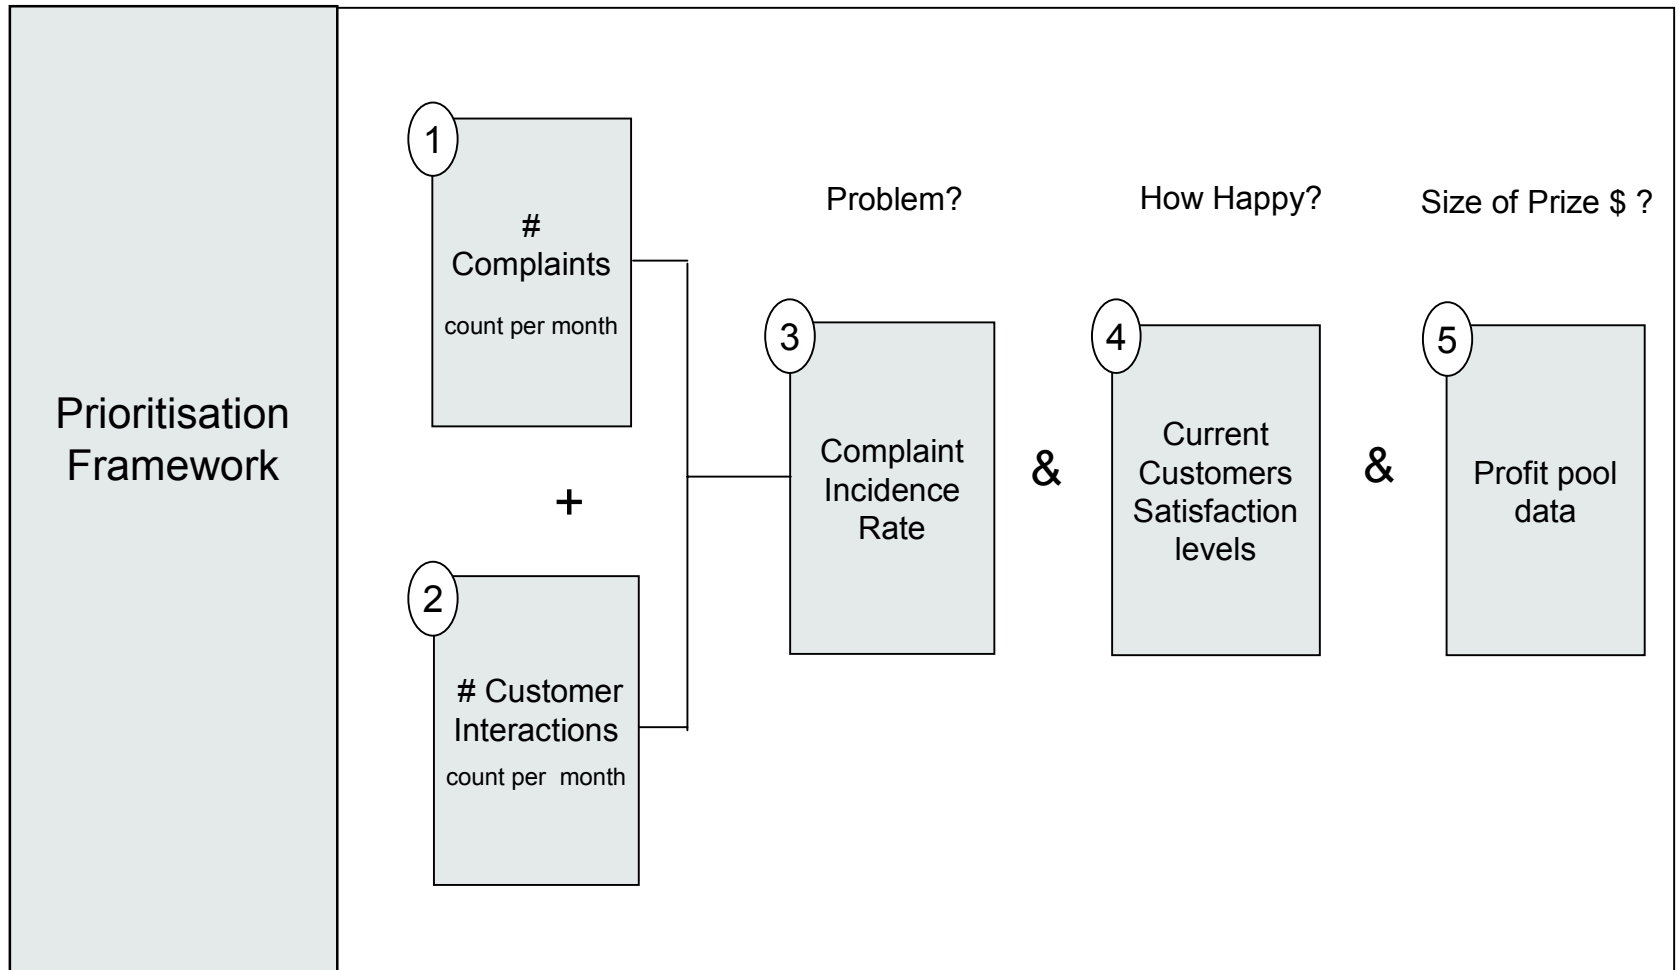 Prioritisation
Framework
1
#
Complaints
count per month
+
2
# Customer
Interactions
count per month
Problem?
3
Complaint
Incidence
Rate
&
How Happy?
4
Current
Customers
Satisfaction
levels
&
Size of Prize $ ?
5
Profit pool
data